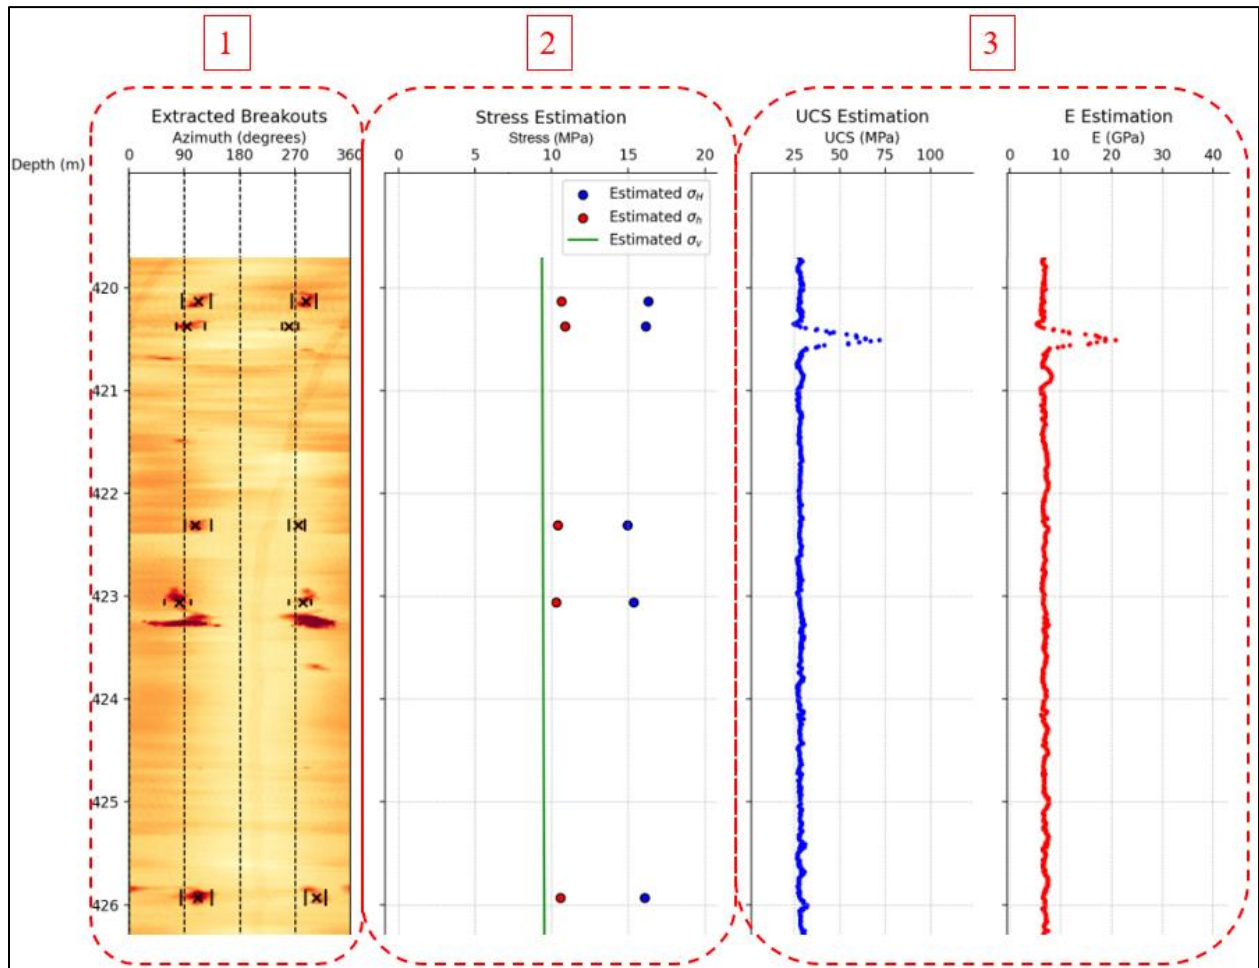 1
2
3
Extracted Breakouts
Azimuth (degrees)
Depth (m)
0 90 180 270 360
Stress Estimation
Stress (MPa)
0 5 10 15 20
UCS Estimation
UCS (MPa)
25 50 75 100
E Estimation
E (GPa)
0 10 20 30 40
Estimated σH
Estimated σh
Estimated σv
420
421
422
423
424
425
426